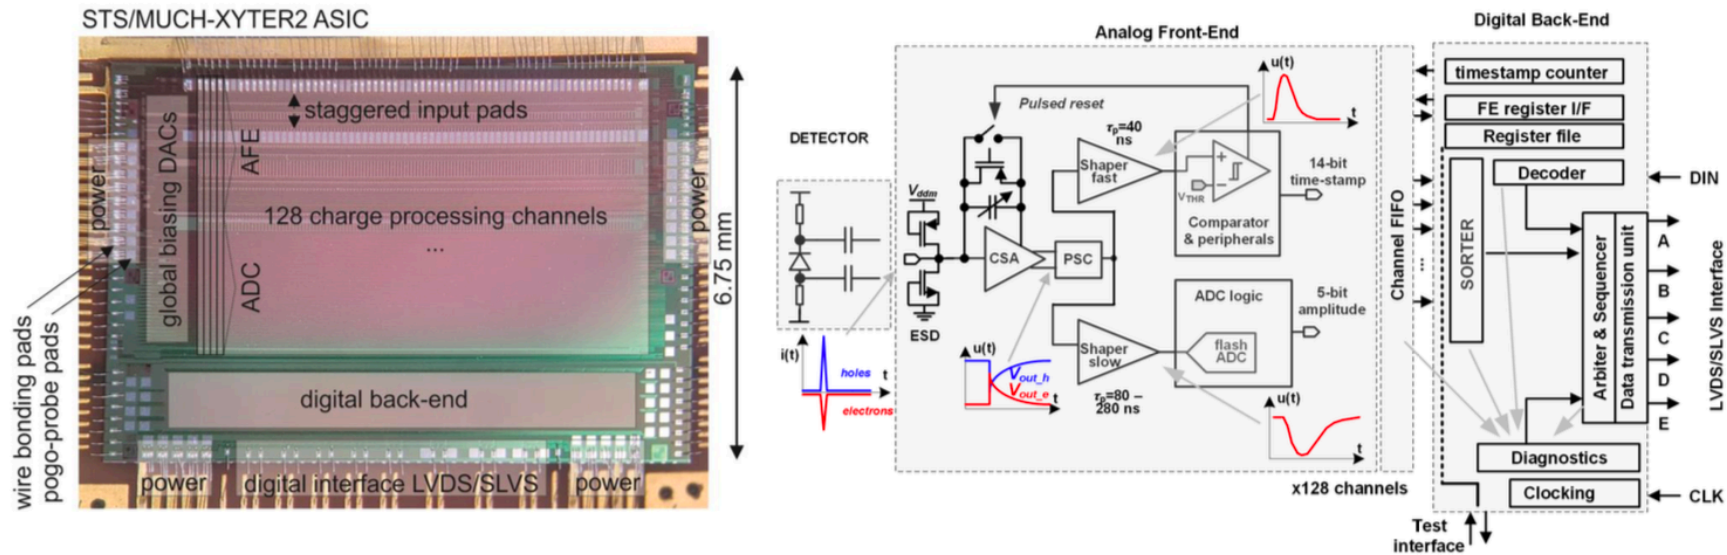 STS/MUCH-XYTER2 ASIC
staggered input pads
AFE
global biasing DACs
power
power
128 charge processing channels
...
ADC
6.75 mm
wire bonding pads
pogo-probe pads
digital back-end
power
digital interface LVDS/SLVS
power
Analog Front-End
Digital Back-End
DETECTOR
i(t)
holes
t
electrons
Vddm
ESD
Pulsed reset
CSA
PSC
u(t)
Vout_h
Vout_e
t
τp=40
ns
Shaper
fast
u(t)
t
+
VTHR
−
Comparator
& peripherals
14-bit
time-stamp
Shaper
slow
τp=80 –
280 ns
ADC logic
flash
ADC
5-bit
amplitude
u(t)
t
x128 channels
Channel FIFO
...
timestamp counter
FE register I/F
Register file
Decoder
SORTER
Arbiter & Sequencer
Data transmission unit
Diagnostics
Clocking
DIN
A
B
C
D
E
LVDS/SLVS Interface
CLK
Test
interface